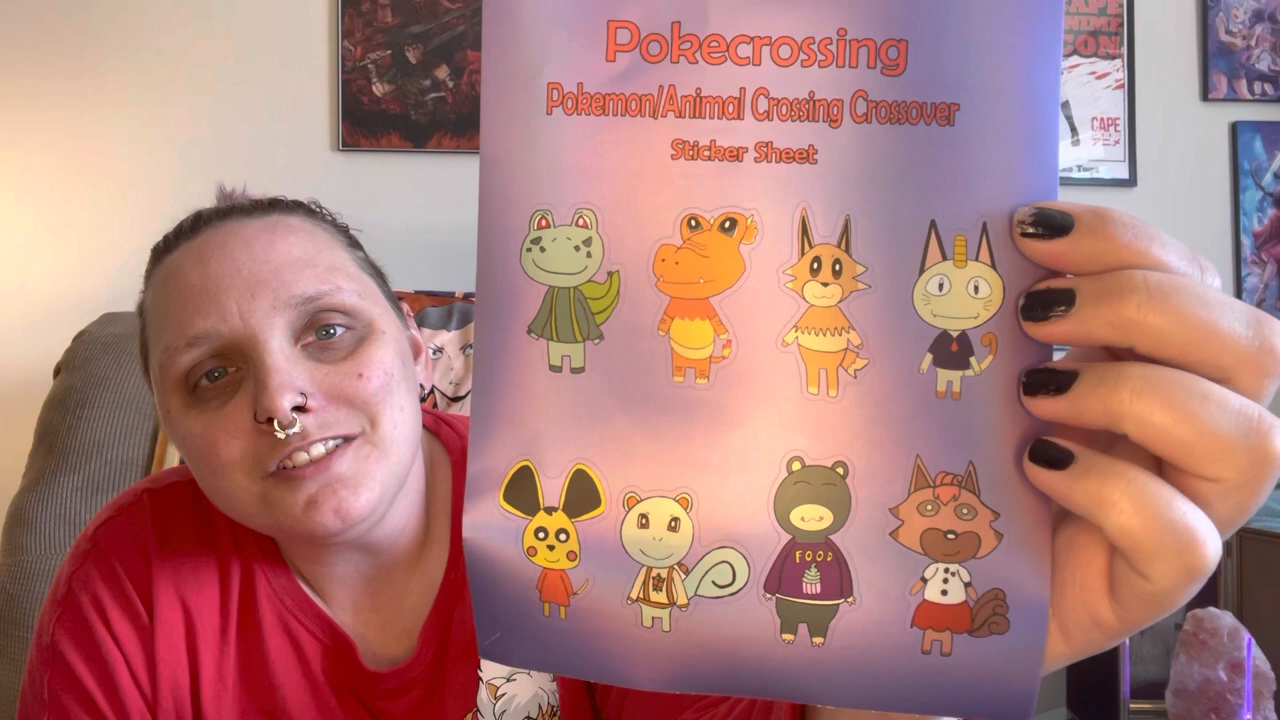 Pokecrossing
Pokemon/Animal Crossing Crossover
Sticker Sheet
FOOD
CAPE
ANIME
CON
CAPE